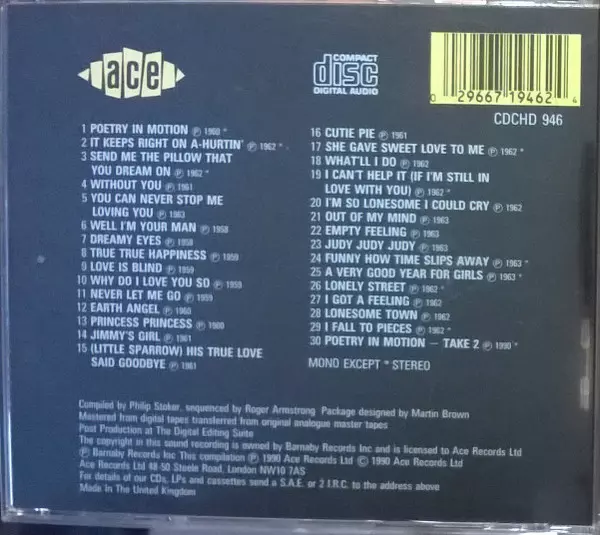 ace
COMPACT
disc
DIGITAL AUDIO
0 29667 19462 4
CDCHD 946
1 POETRY IN MOTION ℗ 1960 *
2 IT KEEPS RIGHT ON A-HURTIN' ℗ 1962 *
3 SEND ME THE PILLOW THAT
YOU DREAM ON ℗ 1962 *
4 WITHOUT YOU ℗ 1961
5 YOU CAN NEVER STOP ME
LOVING YOU ℗ 1963
6 WELL I'M YOUR MAN ℗ 1958
7 DREAMY EYES ℗ 1958
8 TRUE TRUE HAPPINESS ℗ 1959
9 LOVE IS BLIND ℗ 1959
10 WHY DO I LOVE YOU SO ℗ 1959
11 NEVER LET ME GO ℗ 1959
12 EARTH ANGEL ℗ 1960
13 PRINCESS PRINCESS ℗ 1960
14 JIMMY'S GIRL ℗ 1961
15 (LITTLE SPARROW) HIS TRUE LOVE
SAID GOODBYE ℗ 1961
16 CUTIE PIE ℗ 1961
17 SHE GAVE SWEET LOVE TO ME ℗ 1962 *
18 WHAT'LL I DO ℗ 1962
19 I CAN'T HELP IT (IF I'M STILL IN
LOVE WITH YOU) ℗ 1962 *
20 I'M SO LONESOME I COULD CRY ℗ 1962
21 OUT OF MY MIND ℗ 1963
22 EMPTY FEELING ℗ 1963
23 JUDY JUDY JUDY ℗ 1963
24 FUNNY HOW TIME SLIPS AWAY ℗ 1963 *
25 A VERY GOOD YEAR FOR GIRLS ℗ 1963 *
26 LONELY STREET ℗ 1962 *
27 I GOT A FEELING ℗ 1962
28 LONESOME TOWN ℗ 1962
29 I FALL TO PIECES ℗ 1962 *
30 POETRY IN MOTION – TAKE 2 ℗ 1990 *
MONO EXCEPT * STEREO
Compiled by Philip Stoker, sequenced by Roger Armstrong Package designed by Martin Brown
Mastered from digital tapes transferred from original analogue master tapes
Post Production at The Digital Editing Suite
The copyright in this sound recording is owned by Barnaby Records Inc and is licensed to Ace Records Ltd
℗ Barnaby Records Inc This compilation ℗ 1990 Ace Records Ltd © 1990 Ace Records Ltd
Ace Records Ltd 48-50 Steele Road, London NW10 7AS
For details of our CDs, LPs and cassettes send a S.A.E. or 2 I.R.C. to the address above
Made In The United Kingdom